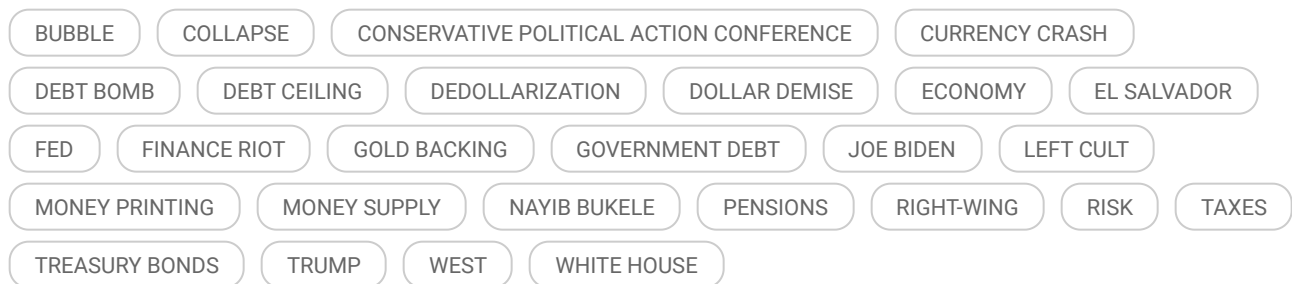 BUBBLE COLLAPSE CONSERVATIVE POLITICAL ACTION CONFERENCE CURRENCY CRASH
DEBT BOMB DEBT CEILING DEDOLLARIZATION DOLLAR DEMISE ECONOMY EL SALVADOR
FED FINANCE RIOT GOLD BACKING GOVERNMENT DEBT JOE BIDEN LEFT CULT
MONEY PRINTING MONEY SUPPLY NAYIB BUKELE PENSIONS RIGHT-WING RISK TAXES
TREASURY BONDS TRUMP WEST WHITE HOUSE